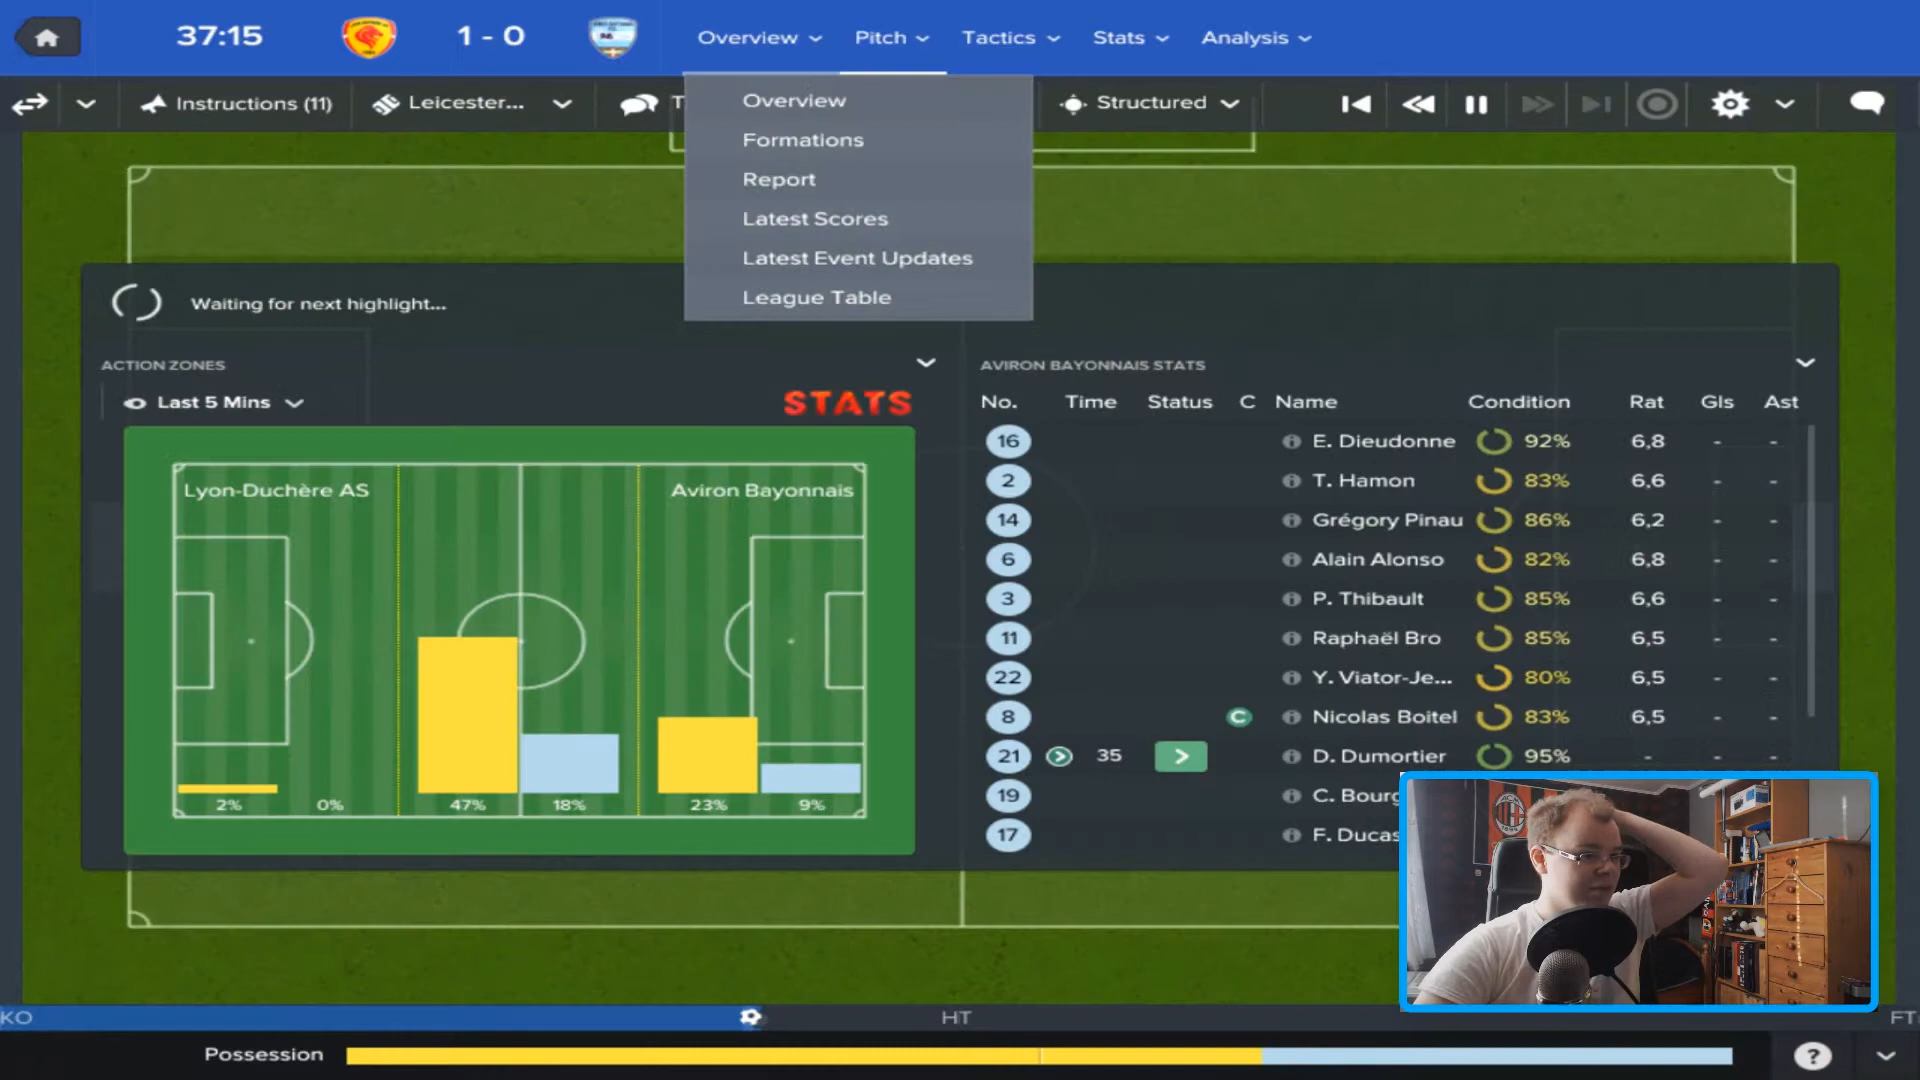 37:15 1 - 0 Overview Pitch Tactics Stats Analysis
Instructions (11) Leicester... T Structured
Overview
Formations
Report
Latest Scores
Latest Event Updates
League Table
Waiting for next highlight...
ACTION ZONES
Last 5 Mins STATS
Lyon-Duchère AS Aviron Bayonnais
2% 0% 47% 18% 23% 9%
AVIRON BAYONNAIS STATS
No. Time Status C Name Condition Rat Gls Ast
16 E. Dieudonne 92% 6,8 - -
2 T. Hamon 83% 6,6 - -
14 Grégory Pinau 86% 6,2 - -
6 Alain Alonso 82% 6,8 - -
3 P. Thibault 85% 6,6 - -
11 Raphaël Bro 85% 6,5 - -
22 Y. Viator-Je... 80% 6,5 - -
8 C Nicolas Boitel 83% 6,5 - -
21 35 D. Dumortier 95% - - -
19 C. Bourg
17 F. Ducas
KO HT FT
Possession ?